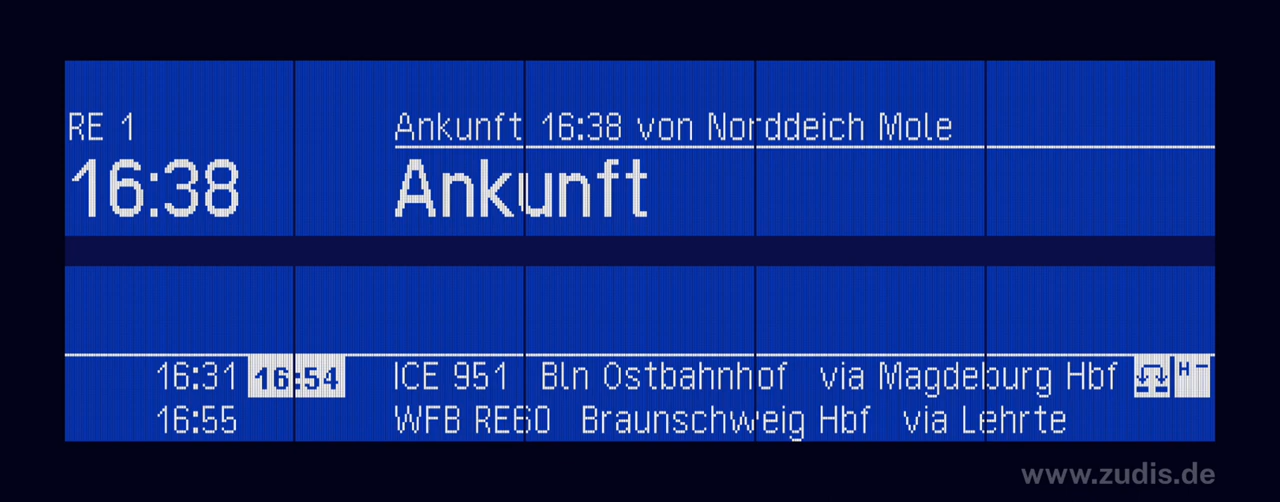 RE 1
Ankunft 16:38 von Norddeich Mole
16:38 Ankunft
16:31 16:54 ICE 951 Bln Ostbahnhof via Magdeburg Hbf H –
16:55 WFB RE60 Braunschweig Hbf via Lehrte
www.zudis.de